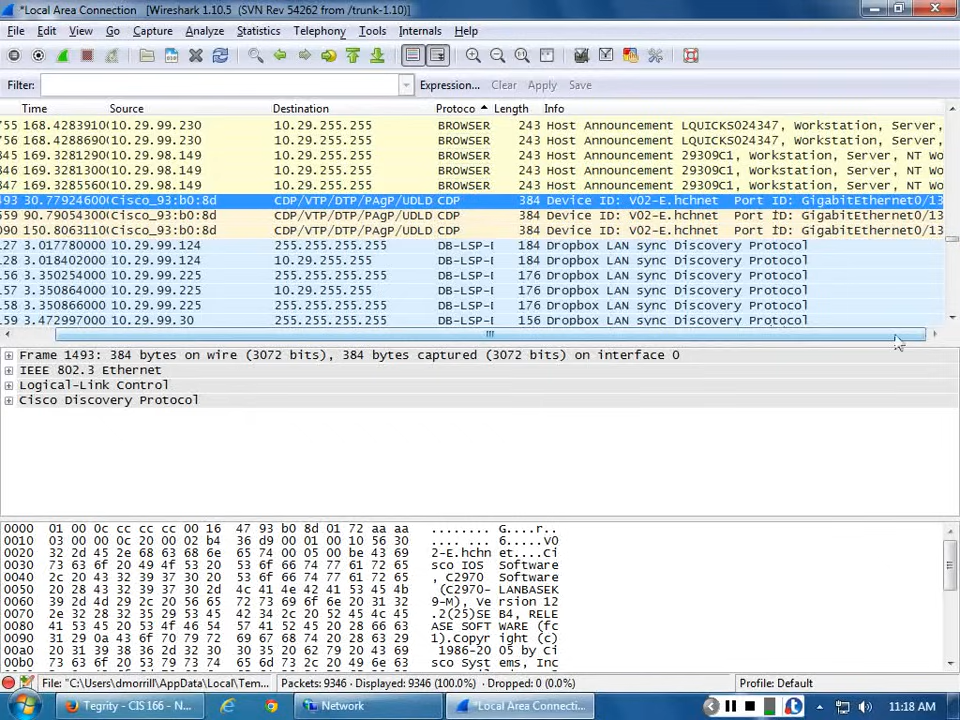 *Local Area Connection [Wireshark 1.10.5 (SVN Rev 54262 from /trunk-1.10)]
File Edit View Go Capture Analyze Statistics Telephony Tools Internals Help
Filter: Expression... Clear Apply Save
Time Source Destination Protoco Length Info
755 168.4283910( 10.29.99.230 10.29.255.255 BROWSER 243 Host Announcement LQUICKS024347, Workstation, Server,
756 168.4288690( 10.29.99.230 10.29.255.255 BROWSER 243 Host Announcement LQUICKS024347, Workstation, Server,
845 169.3281290( 10.29.98.149 10.29.255.255 BROWSER 243 Host Announcement 29309C1, Workstation, Server, NT Wo
846 169.3281300( 10.29.98.149 10.29.255.255 BROWSER 243 Host Announcement 29309C1, Workstation, Server, NT Wo
847 169.3285560( 10.29.98.149 10.29.255.255 BROWSER 243 Host Announcement 29309C1, Workstation, Server, NT Wo
493 30.77924600( Cisco_93:b0:8d CDP/VTP/DTP/PAgP/UDLD CDP 384 Device ID: V02-E.hchnet Port ID: GigabitEthernet0/13
559 90.79054300( Cisco_93:b0:8d CDP/VTP/DTP/PAgP/UDLD CDP 384 Device ID: V02-E.hchnet Port ID: GigabitEthernet0/13
090 150.8063110( Cisco_93:b0:8d CDP/VTP/DTP/PAgP/UDLD CDP 384 Device ID: V02-E.hchnet Port ID: GigabitEthernet0/13
127 3.017780000 10.29.99.124 255.255.255.255 DB-LSP-D 184 Dropbox LAN sync Discovery Protocol
128 3.018402000 10.29.99.124 10.29.255.255 DB-LSP-D 184 Dropbox LAN sync Discovery Protocol
156 3.350254000 10.29.99.225 255.255.255.255 DB-LSP-D 176 Dropbox LAN sync Discovery Protocol
157 3.350864000 10.29.99.225 10.29.255.255 DB-LSP-D 176 Dropbox LAN sync Discovery Protocol
158 3.350866000 10.29.99.225 255.255.255.255 DB-LSP-D 176 Dropbox LAN sync Discovery Protocol
159 3.472997000 10.29.99.30 255.255.255.255 DB-LSP-D 156 Dropbox LAN sync Discovery Protocol
Frame 1493: 384 bytes on wire (3072 bits), 384 bytes captured (3072 bits) on interface 0
IEEE 802.3 Ethernet
Logical-Link Control
Cisco Discovery Protocol
0000 01 00 0c cc cc cc 00 16 47 93 b0 8d 01 72 aa aa ........ G....r..
0010 03 00 00 0c 20 00 02 b4 36 d9 00 01 00 10 56 30 .... ... 6.....V0
0020 32 2d 45 2e 68 63 68 6e 65 74 00 05 00 be 43 69 2-E.hchn et....Ci
0030 73 63 6f 20 49 4f 53 20 53 6f 66 74 77 61 72 65 sco IOS Software
0040 2c 20 43 32 39 37 30 20 53 6f 66 74 77 61 72 65 , C2970 Software
0050 20 28 43 32 39 37 30 2d 4c 41 4e 42 41 53 45 4b (C2970- LANBASEK
0060 39 2d 4d 29 2c 20 56 65 72 73 69 6f 6e 20 31 32 9-M), Ve rsion 12
0070 2e 32 28 32 35 29 53 45 42 34 2c 20 52 45 4c 45 .2(25)SE B4, RELE
0080 41 53 45 20 53 4f 46 54 57 41 52 45 20 28 66 63 ASE SOFT WARE (fc
0090 31 29 0a 43 6f 70 79 72 69 67 68 74 20 28 63 29 1).Copyr ight (c)
00a0 20 31 39 38 36 2d 32 30 30 35 20 62 79 20 43 69 1986-20 05 by Ci
00b0 73 63 6f 20 53 79 73 74 65 6d 73 2c 20 49 6e 63 sco Syst ems, Inc
File: "C:\Users\dmorrill\AppData\Local\Tem... Packets: 9346 · Displayed: 9346 (100.0%) · Dropped: 0 (0.0%) Profile: Default
Tegrity - CIS 166 - N... Network *Local Area Connecti... 11:18 AM